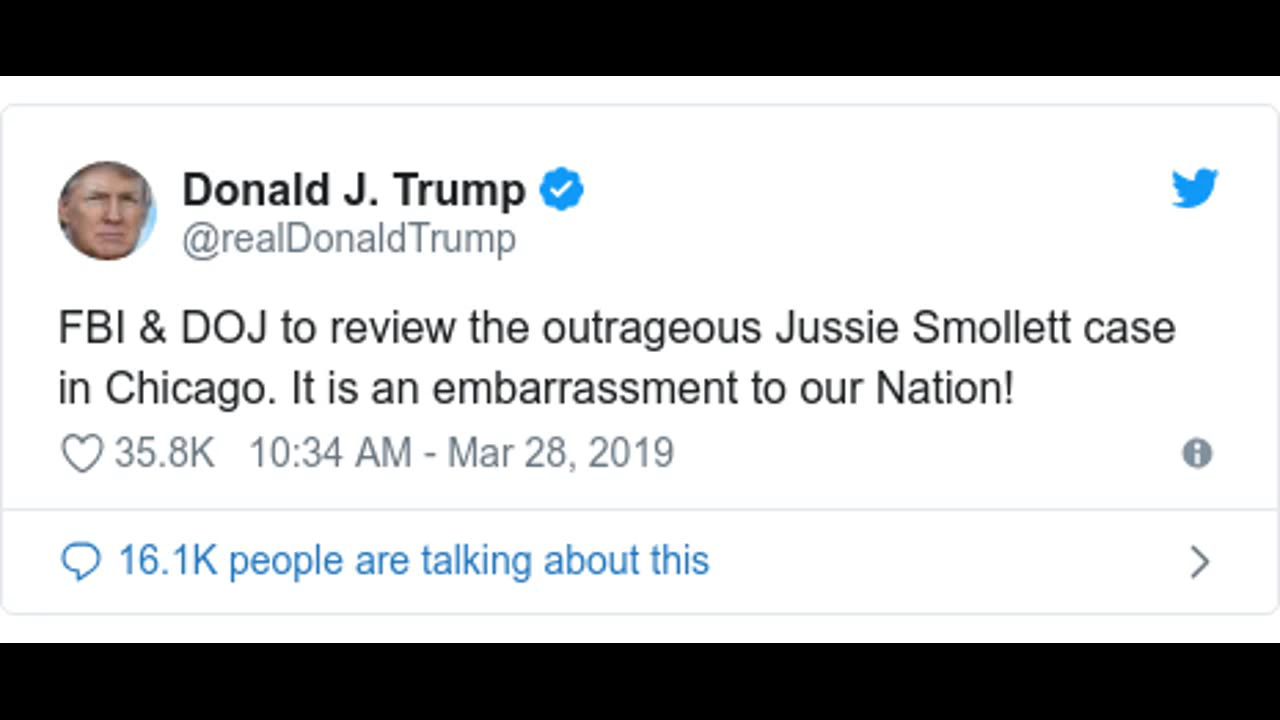 Donald J. Trump
@realDonaldTrump
FBI & DOJ to review the outrageous Jussie Smollett case
in Chicago. It is an embarrassment to our Nation!
35.8K 10:34 AM - Mar 28, 2019
16.1K people are talking about this